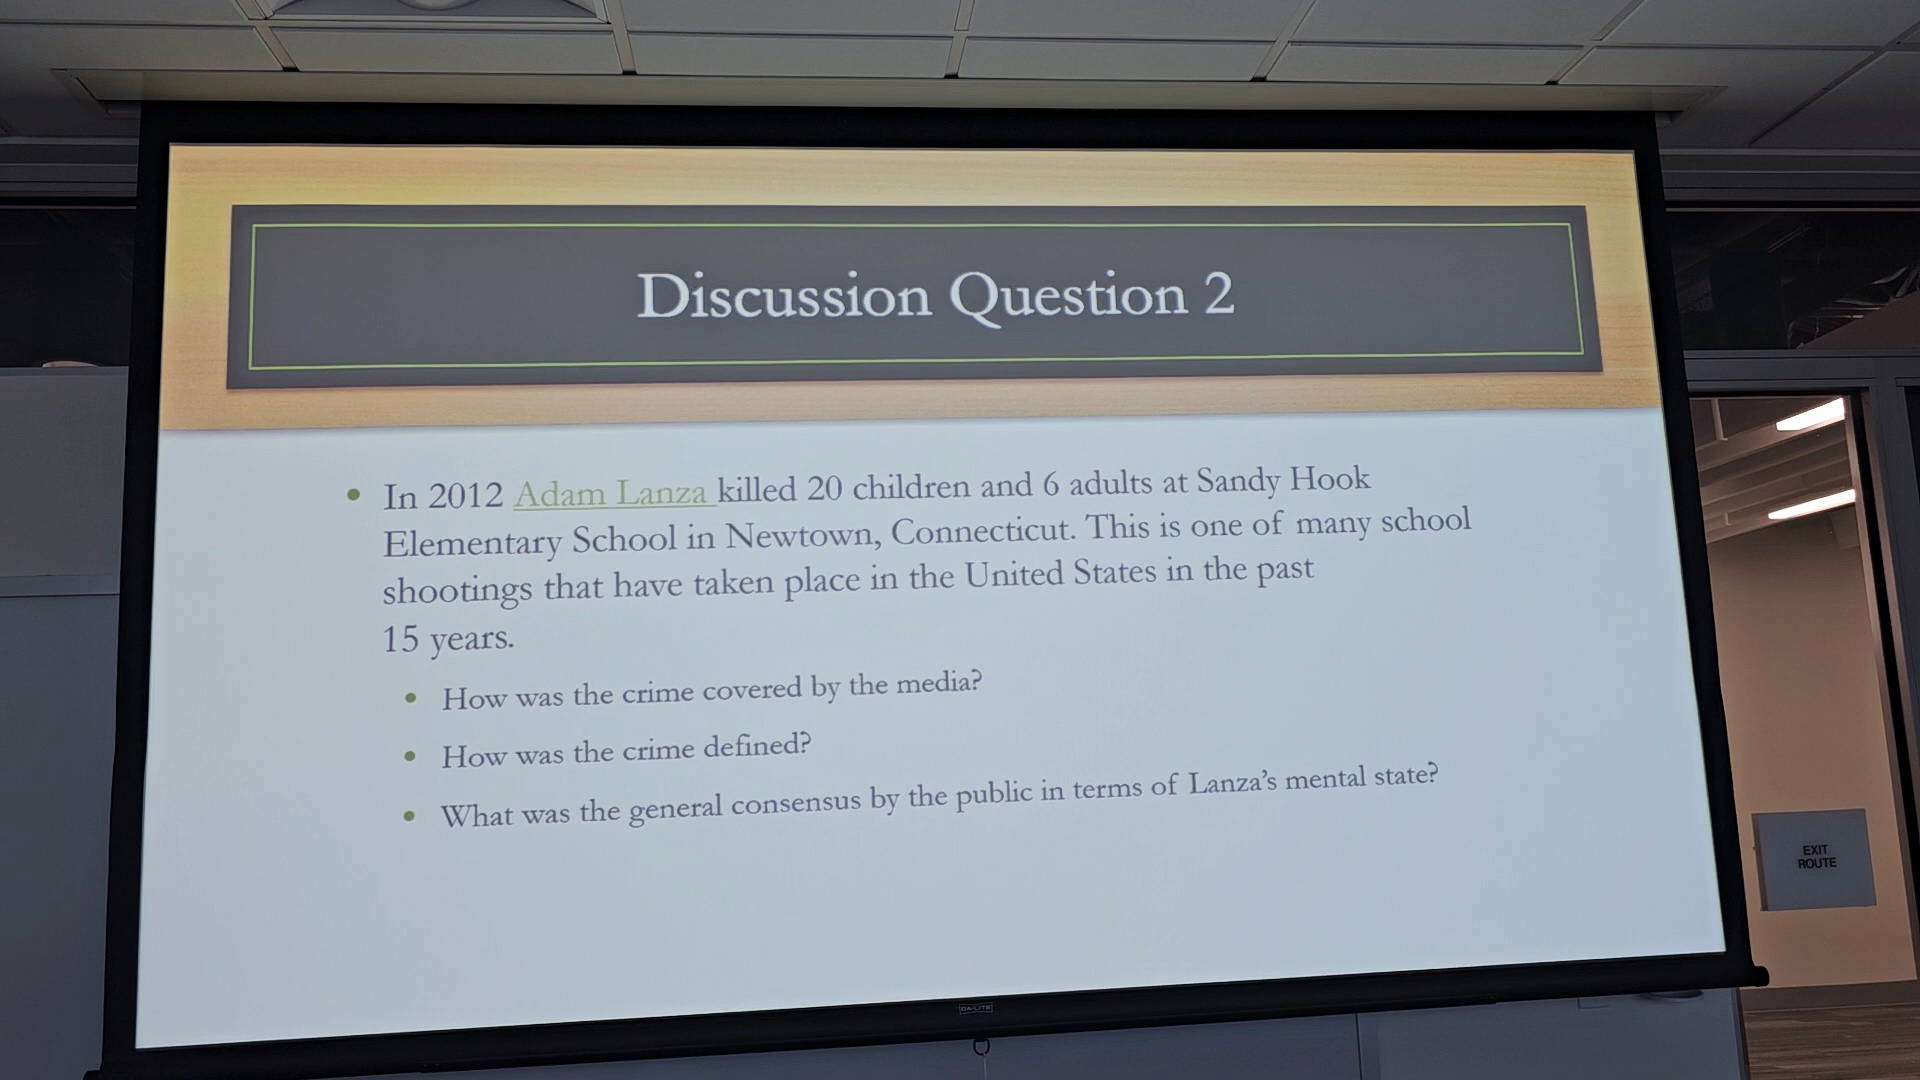 Discussion Question 2
• In 2012 Adam Lanza killed 20 children and 6 adults at Sandy Hook
Elementary School in Newtown, Connecticut. This is one of many school
shootings that have taken place in the United States in the past
15 years.
• How was the crime covered by the media?
• How was the crime defined?
• What was the general consensus by the public in terms of Lanza's mental state?
EXIT
ROUTE
DA-LITE